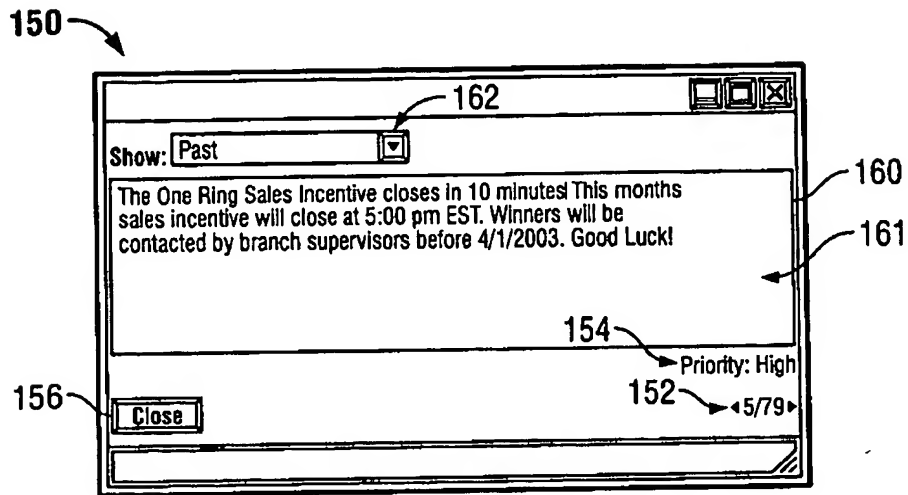 150
162
Show: Past
The One Ring Sales Incentive closes in 10 minutes! This months
sales incentive will close at 5:00 pm EST. Winners will be
contacted by branch supervisors before 4/1/2003. Good Luck!
160
161
154
Priority: High
152
5/79
156
Close